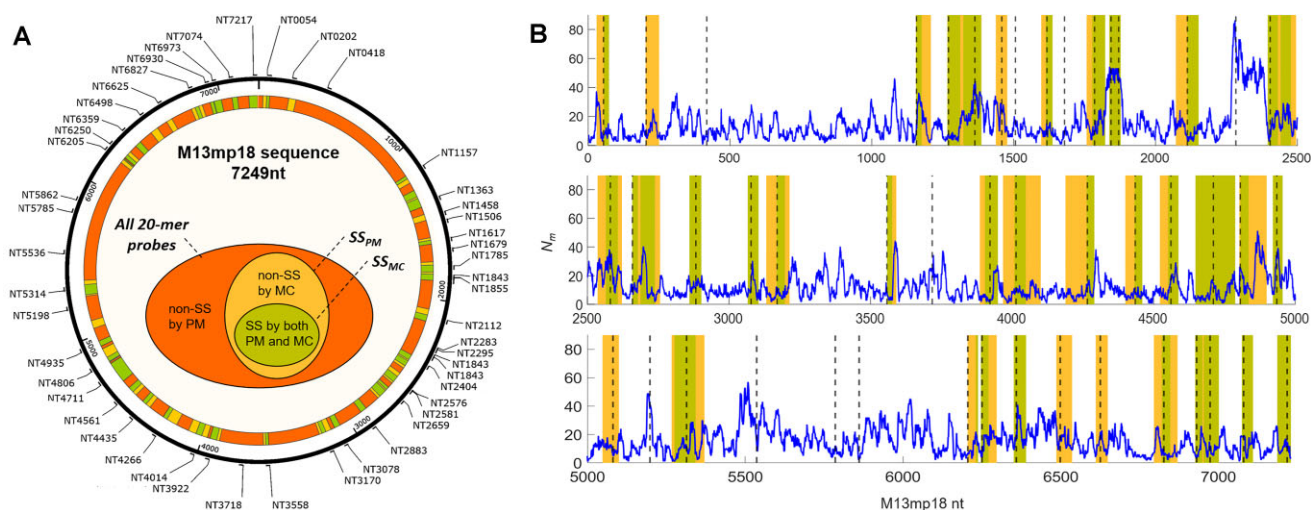 A
NT7217
NT0054
NT7074
NT0202
NT6973
NT6930
NT0418
NT6827
NT6625
NT6498
NT6359
NT6250
NT6205
NT5862
NT5785
NT5536
NT5314
NT5198
NT4935
NT4806
NT4711
NT4561
NT4435
NT4266
NT4014
NT3922
NT3718
NT3558
NT3170
NT3078
NT2883
NT2659
NT2581
NT2576
NT2404
NT1843
NT2295
NT2283
NT2112
NT1855
NT1843
NT1785
NT1679
NT1617
NT1506
NT1458
NT1363
NT1157
7000
1000
6000
2000
5000
3000
4000
M13mp18 sequence
7249nt
All 20-mer
probes
SSPM
SSMC
non-SS
by MC
non-SS
by PM
SS by both
PM and MC
B
80
60
40
20
0
0 500 1000 1500 2000 2500
80
60
40
20
0
Nm
2500 3000 3500 4000 4500 5000
80
60
40
20
0
5000 5500 6000 6500 7000
M13mp18 nt